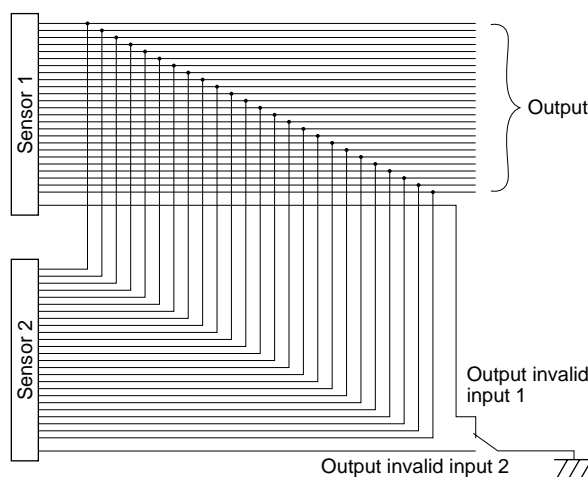 Sensor 1
Output
Sensor 2
Output invalid
input 1
Output invalid input 2